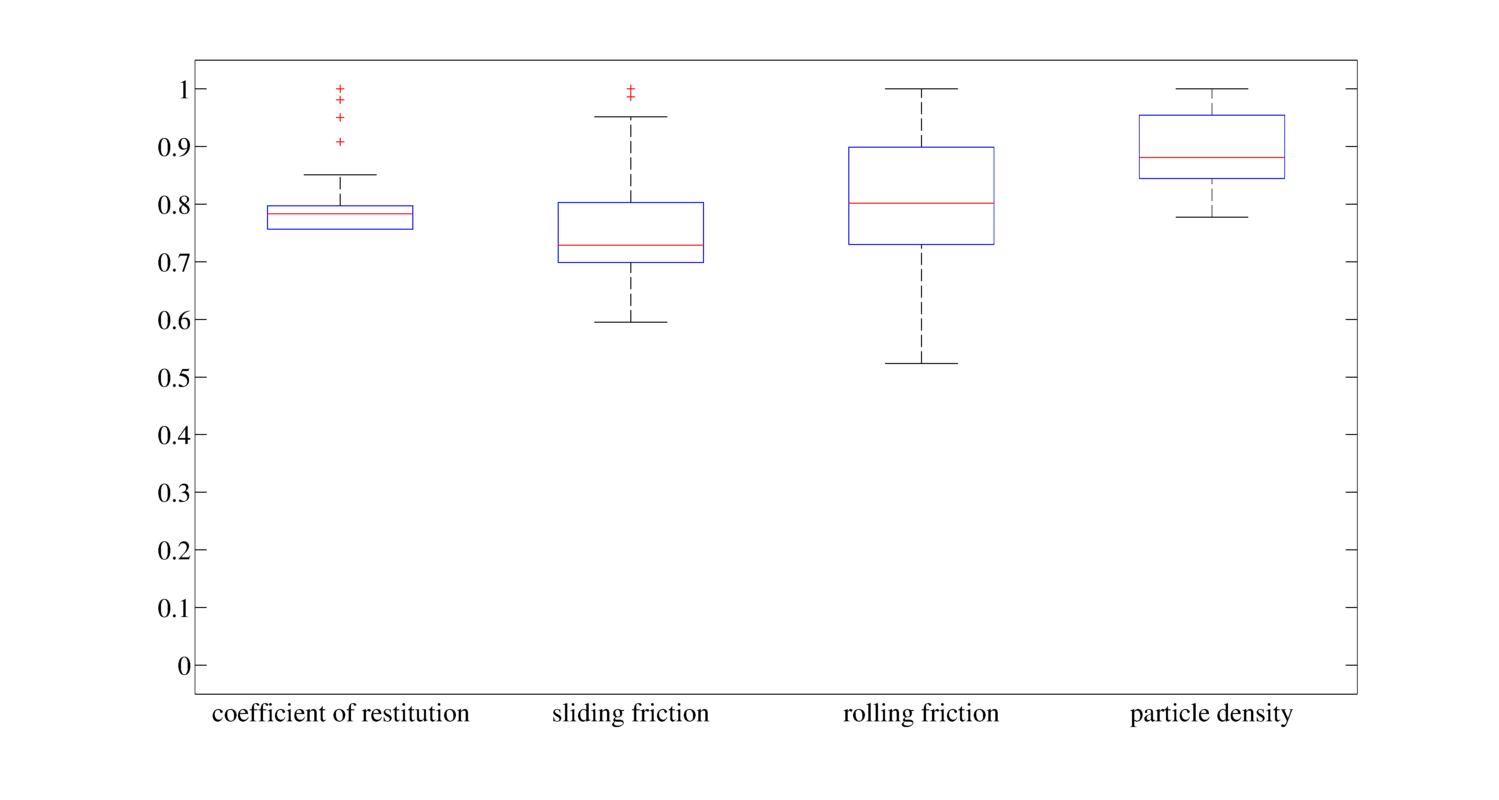 1
0.9
0.8
0.7
0.6
0.5
0.4
0.3
0.2
0.1
0
coefficient of restitution
sliding friction
rolling friction
particle density